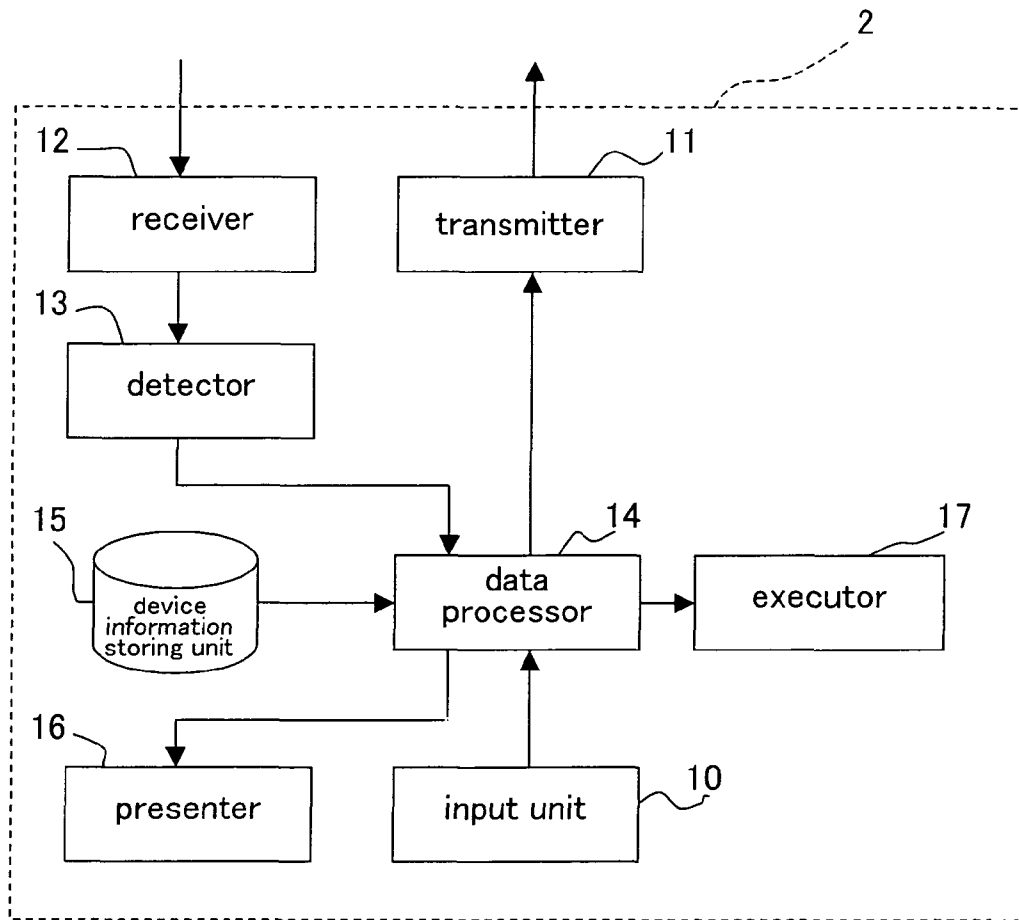 2
12
11
receiver
transmitter
13
detector
15
14
17
device
information
storing unit
data
processor
executor
16
10
presenter
input unit